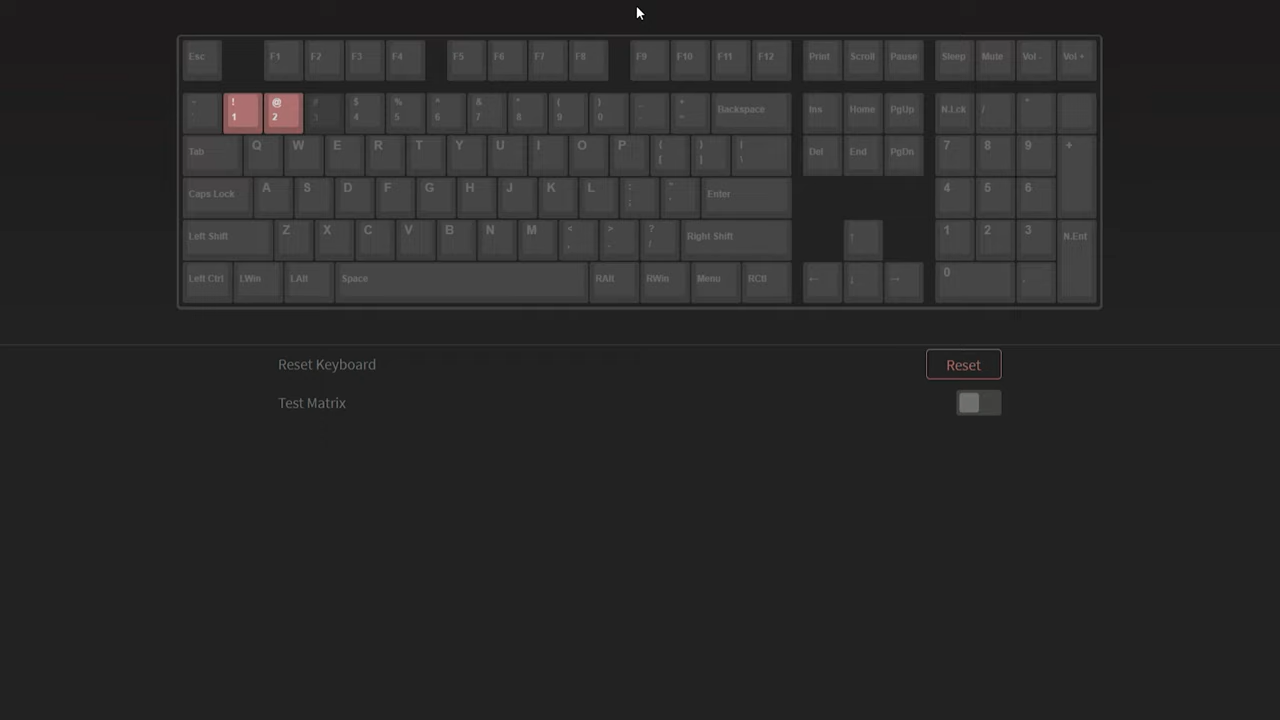 Esc F1 F2 F3 F4 F5 F6 F7 F8 F9 F10 F11 F12 Print Scroll Pause Sleep Mute Vol - Vol +
! @ # $ % ^ & * ( ) _ + Backspace Ins Home PgUp N.Lck / *
1 2 3 4 5 6 7 8 9 0 - =
Tab Q W E R T Y U I O P { } | Del End PgDn 7 8 9 +
[ ] \
Caps Lock A S D F G H J K L : " Enter 4 5 6
; '
Left Shift Z X C V B N M < > ? Right Shift ↑ 1 2 3 N.Ent
, . /
Left Ctrl LWin LAlt Space RAlt RWin Menu RCtl ← ↓ → 0 .
Reset Keyboard Reset
Test Matrix